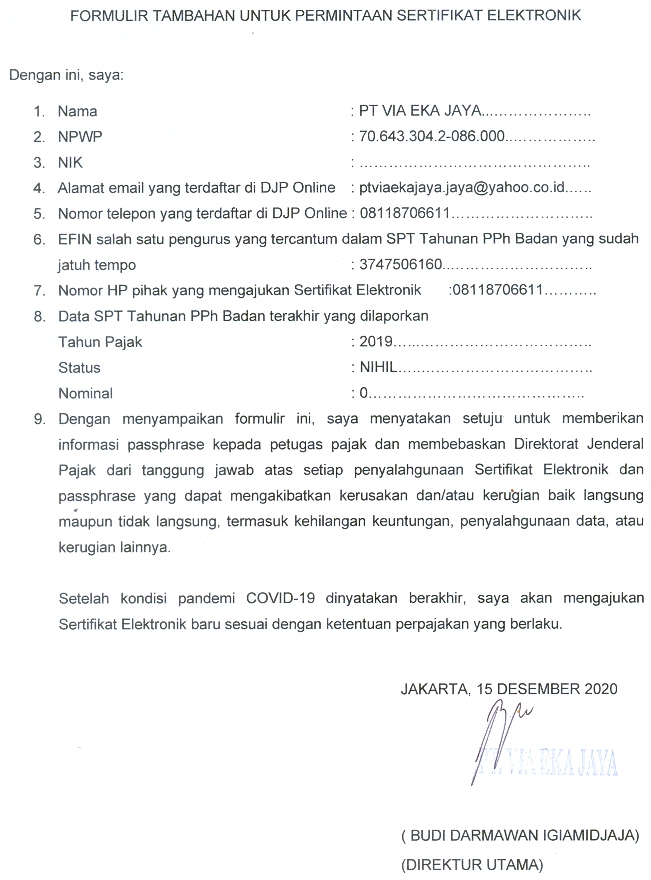 FORMULIR TAMBAHAN UNTUK PERMINTAAN SERTIFIKAT ELEKTRONIK
Dengan ini, saya:
1. Nama : PT VIA EKA JAYA...………………..
2. NPWP : 70.643.304.2-086.000..……………..
3. NIK : …………………………………………..
4. Alamat email yang terdaftar di DJP Online : ptviaekajaya.jaya@yahoo.co.id......
5. Nomor telepon yang terdaftar di DJP Online : 08118706611………………………..
6. EFIN salah satu pengurus yang tercantum dalam SPT Tahunan PPh Badan yang sudah
jatuh tempo : 3747506160..………………………..
7. Nomor HP pihak yang mengajukan Sertifikat Elektronik :08118706611………..
8. Data SPT Tahunan PPh Badan terakhir yang dilaporkan
Tahun Pajak : 2019…...……………………………..
Status : NIHIL…..……………………………..
Nominal : 0…………………………………….
9. Dengan menyampaikan formulir ini, saya menyatakan setuju untuk memberikan
informasi passphrase kepada petugas pajak dan membebaskan Direktorat Jenderal
Pajak dari tanggung jawab atas setiap penyalahgunaan Sertifikat Elektronik dan
passphrase yang dapat mengakibatkan kerusakan dan/atau kerugian baik langsung
maupun tidak langsung, termasuk kehilangan keuntungan, penyalahgunaan data, atau
kerugian lainnya.
Setelah kondisi pandemi COVID-19 dinyatakan berakhir, saya akan mengajukan
Sertifikat Elektronik baru sesuai dengan ketentuan perpajakan yang berlaku.
JAKARTA, 15 DESEMBER 2020
PT. VIA EKA JAYA
( BUDI DARMAWAN IGIAMIDJAJA)
(DIREKTUR UTAMA)